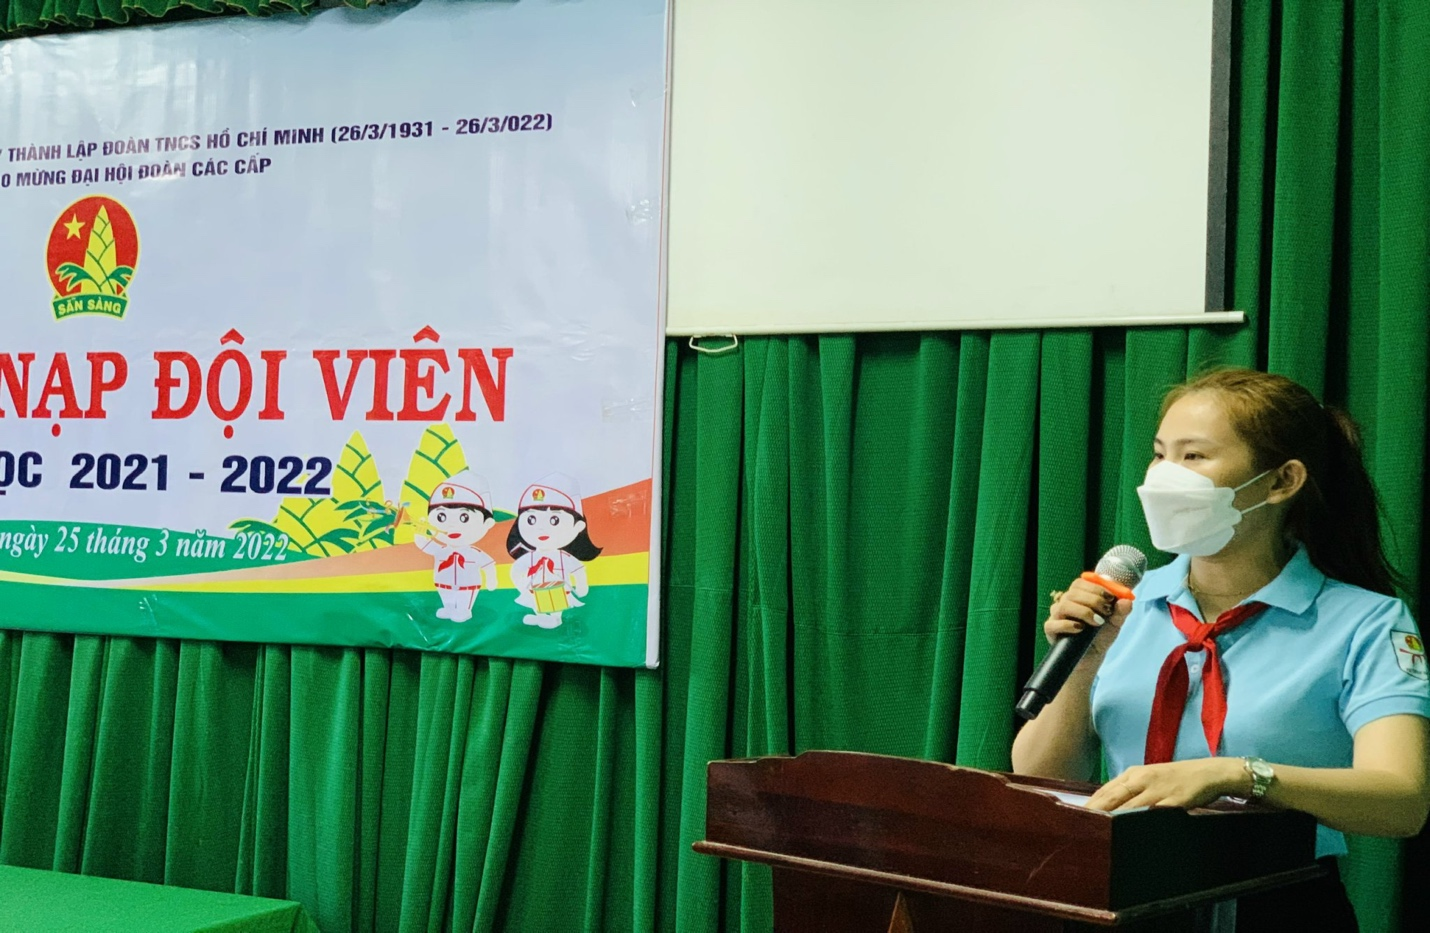 THÀNH LẬP ĐOÀN TNCS HỒ CHÍ MINH (26/3/1931 - 26/3/022)
MỪNG ĐẠI HỘI ĐOÀN CÁC CẤP
SẴN SÀNG
NẠP ĐỘI VIÊN
ỌC 2021 - 2022
ngày 25 tháng 3 năm 2022